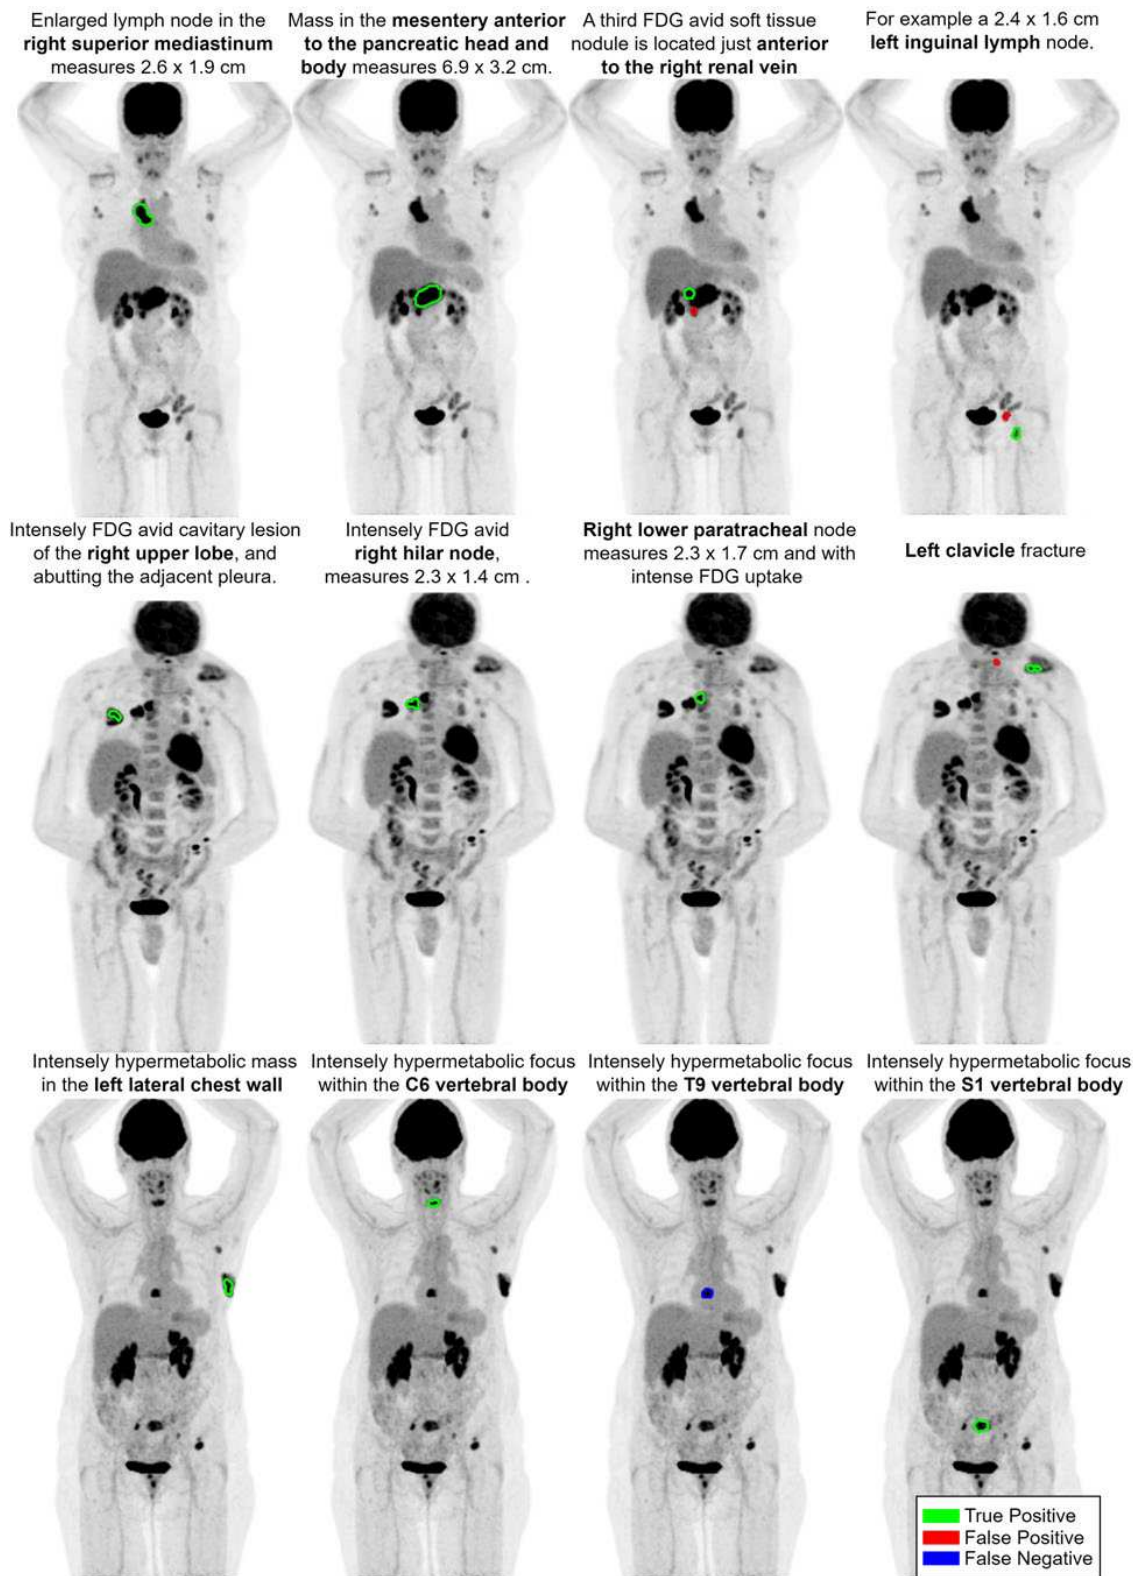 Enlarged lymph node in the
right superior mediastinum
measures 2.6 x 1.9 cm
Mass in the mesentery anterior
to the pancreatic head and
body measures 6.9 x 3.2 cm.
A third FDG avid soft tissue
nodule is located just anterior
to the right renal vein
For example a 2.4 x 1.6 cm
left inguinal lymph node.
Intensely FDG avid cavitary lesion
of the right upper lobe, and
abutting the adjacent pleura.
Intensely FDG avid
right hilar node,
measures 2.3 x 1.4 cm .
Right lower paratracheal node
measures 2.3 x 1.7 cm and with
intense FDG uptake
Left clavicle fracture
Intensely hypermetabolic mass
in the left lateral chest wall
Intensely hypermetabolic focus
within the C6 vertebral body
Intensely hypermetabolic focus
within the T9 vertebral body
Intensely hypermetabolic focus
within the S1 vertebral body
True Positive
False Positive
False Negative